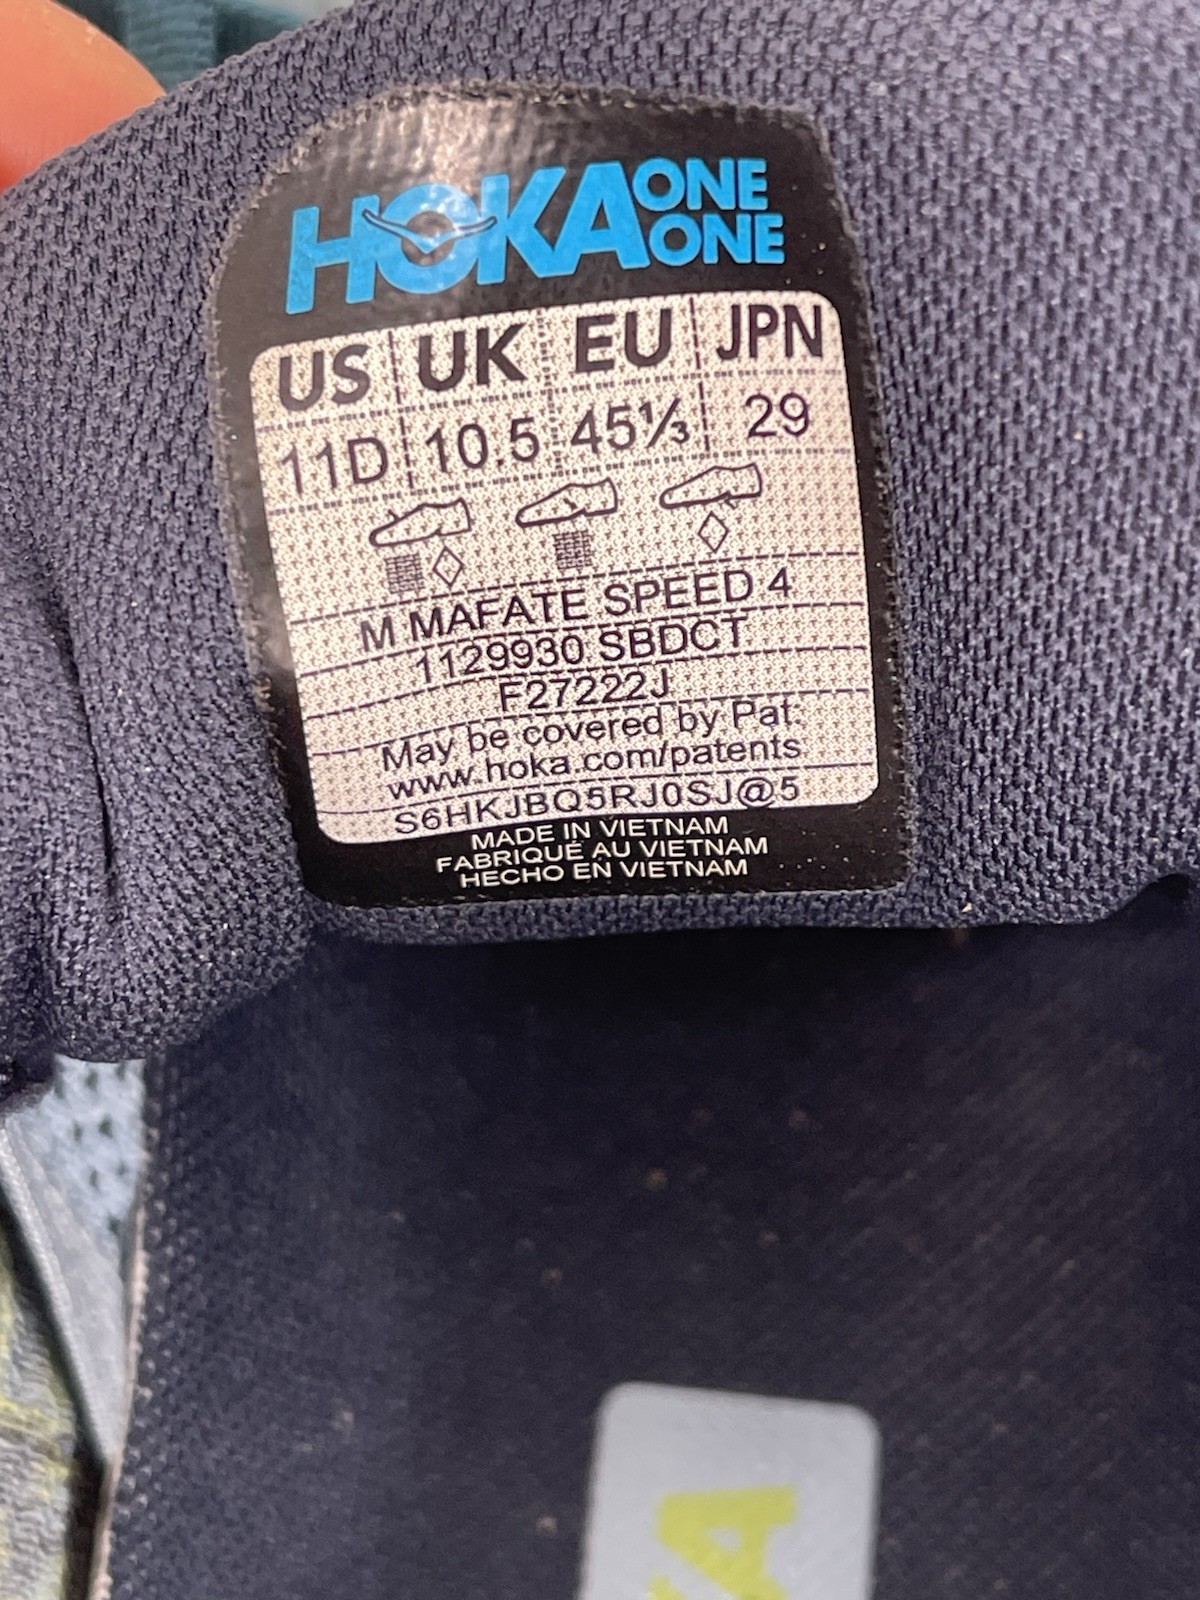 HOKA ONE ONE
US UK EU JPN
11D 10.5 45⅓ 29
M MAFATE SPEED 4
1129930 SBDCT
F27222J
May be covered by Pat:
www.hoka.com/patents
S6HKJBQ5RJ0SJ@5
MADE IN VIETNAM
FABRIQUÉ AU VIETNAM
HECHO EN VIETNAM